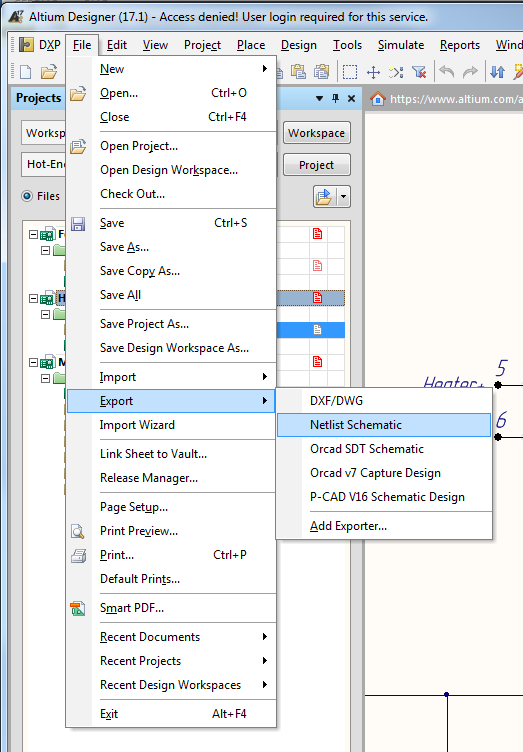 Altium Designer (17.1) - Access denied! User login required for this service.
DXP File Edit View Project Place Design Tools Simulate Reports Wind
Projects
https://www.altium.com/a
Worksp Workspace
Hot-En Project
Files
New
Open... Ctrl+O
Close Ctrl+F4
Open Project...
Open Design Workspace...
Check Out...
Save Ctrl+S
Save As...
Save Copy As...
Save All
Save Project As...
Save Design Workspace As...
Import
Export
Import Wizard
Link Sheet to Vault...
Release Manager...
Page Setup...
Print Preview...
Print... Ctrl+P
Default Prints...
Smart PDF...
Recent Documents
Recent Projects
Recent Design Workspaces
Exit Alt+F4
DXF/DWG
Netlist Schematic
Orcad SDT Schematic
Orcad v7 Capture Design
P-CAD V16 Schematic Design
Add Exporter...
Heater+ 5
6